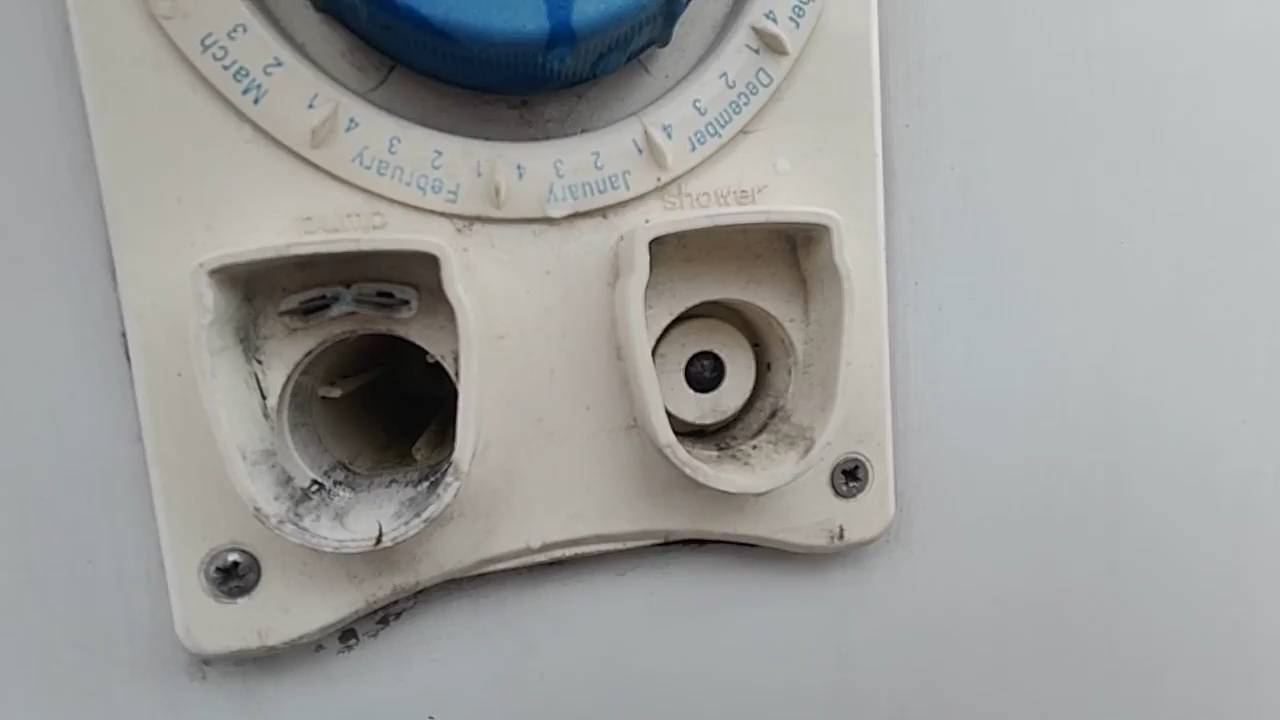 March 1 2 3
February 1 2 3 4
January 1 2 3 4
December 1 2 3 4
4
pump
shower